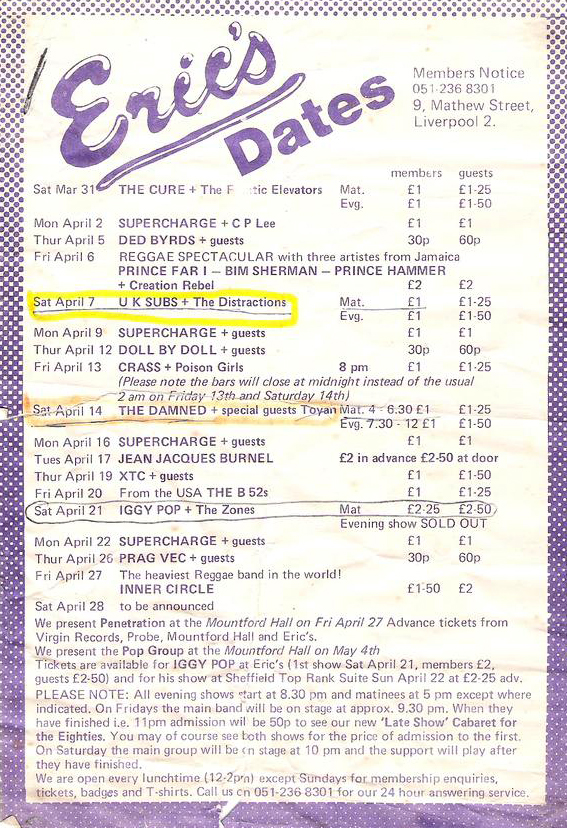 Eric's
Dates
Members Notice
051-236 8301
9, Mathew Street,
Liverpool 2.
members guests
Sat Mar 31 THE CURE + The F tic Elevators Mat. £1 £1·25
Evg. £1 £1-50
Mon April 2 SUPERCHARGE + C P Lee £1 £1
Thur April 5 DED BYRDS + guests 30p 60p
Fri April 6 REGGAE SPECTACULAR with three artistes from Jamaica
PRINCE FAR I — BIM SHERMAN — PRINCE HAMMER
+ Creation Rebel £2 £2
Sat April 7 U K SUBS + The Distractions Mat. £1 £1-25
Evg. £1 £1-50
Mon April 9 SUPERCHARGE + guests £1 £1
Thur April 12 DOLL BY DOLL + guests 30p 60p
Fri April 13 CRASS + Poison Girls 8 pm £1 £1·25
(Please note the bars will close at midnight instead of the usual
2 am on Friday 13th and Saturday 14th)
Sat April 14 THE DAMNED + special guests Toyan Mat. 4 - 6.30 £1 £1-25
Evg. 7.30 - 12 £1 £1-50
Mon April 16 SUPERCHARGE + guests £1 £1
Tues April 17 JEAN JACQUES BURNEL £2 in advance £2-50 at door
Thur April 19 XTC + guests £1 £1-50
Fri April 20 From the USA THE B 52s £1 £1-25
Sat April 21 IGGY POP + The Zones Mat £2-25 £2-50
Evening show SOLD OUT
Mon April 22 SUPERCHARGE + guests £1 £1
Thur April 26 PRAG VEC + guests 30p 60p
Fri April 27 The heaviest Reggae band in the world!
INNER CIRCLE £1-50 £2
Sat April 28 to be announced
We present Penetration at the Mountford Hall on Fri April 27 Advance tickets from
Virgin Records, Probe, Mountford Hall and Eric's.
We present the Pop Group at the Mountford Hall on May 4th
Tickets are available for IGGY POP at Eric's (1st show Sat April 21, members £2,
guests £2-50) and for his show at Sheffield Top Rank Suite Sun April 22 at £2-25 adv.
PLEASE NOTE: All evening shows start at 8.30 pm and matinees at 5 pm except where
indicated. On Fridays the main band will be on stage at approx. 9.30 pm. When they
have finished i.e. 11pm admission wil be 50p to see our new 'Late Show' Cabaret for
the Eighties. You may of course see both shows for the price of admission to the first.
On Saturday the main group will be on stage at 10 pm and the support will play after
they have finished.
We are open every lunchtime (12-2pm) except Sundays for membership enquiries,
tickets, badges and T-shirts. Call us on 051-236 8301 for our 24 hour answering service.